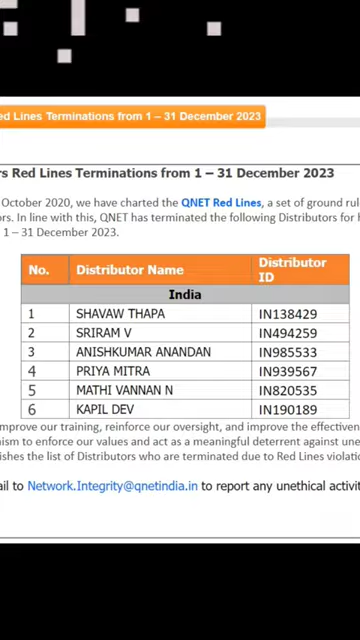 ed Lines Terminations from 1 – 31 December 2023
rs Red Lines Terminations from 1 – 31 December 2023
October 2020, we have charted the QNET Red Lines, a set of ground rul
ors. In line with this, QNET has terminated the following Distributors for h
1 – 31 December 2023.
No. Distributor Name Distributor ID
India
1 SHAVAW THAPA IN138429
2 SRIRAM V IN494259
3 ANISHKUMAR ANANDAN IN985533
4 PRIYA MITRA IN939567
5 MATHI VANNAN N IN820535
6 KAPIL DEV IN190189
improve our training, reinforce our oversight, and improve the effectiven
nism to enforce our values and act as a meaningful deterrent against une
ishes the list of Distributors who are terminated due to Red Lines violatio
ail to Network.Integrity@qnetindia.in to report any unethical activit